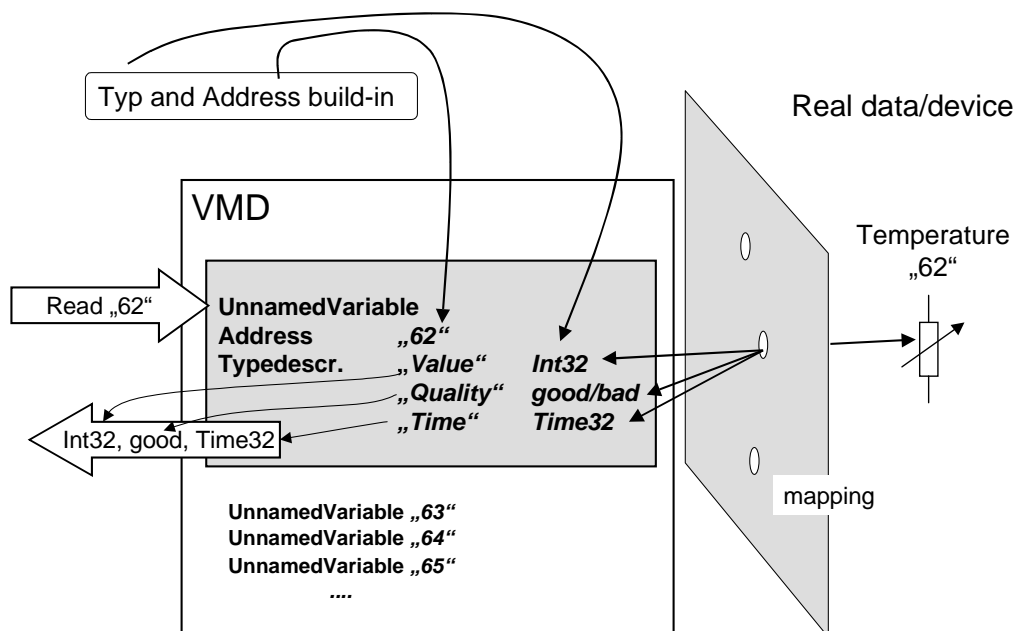 Typ and Address build-in
Real data/device
VMD
Temperature
„62“
Read „62“
UnnamedVariable
Address „62“
Typedescr. „Value“ Int32
„Quality“ good/bad
„Time“ Time32
Int32, good, Time32
mapping
UnnamedVariable „63“
UnnamedVariable „64“
UnnamedVariable „65“
....